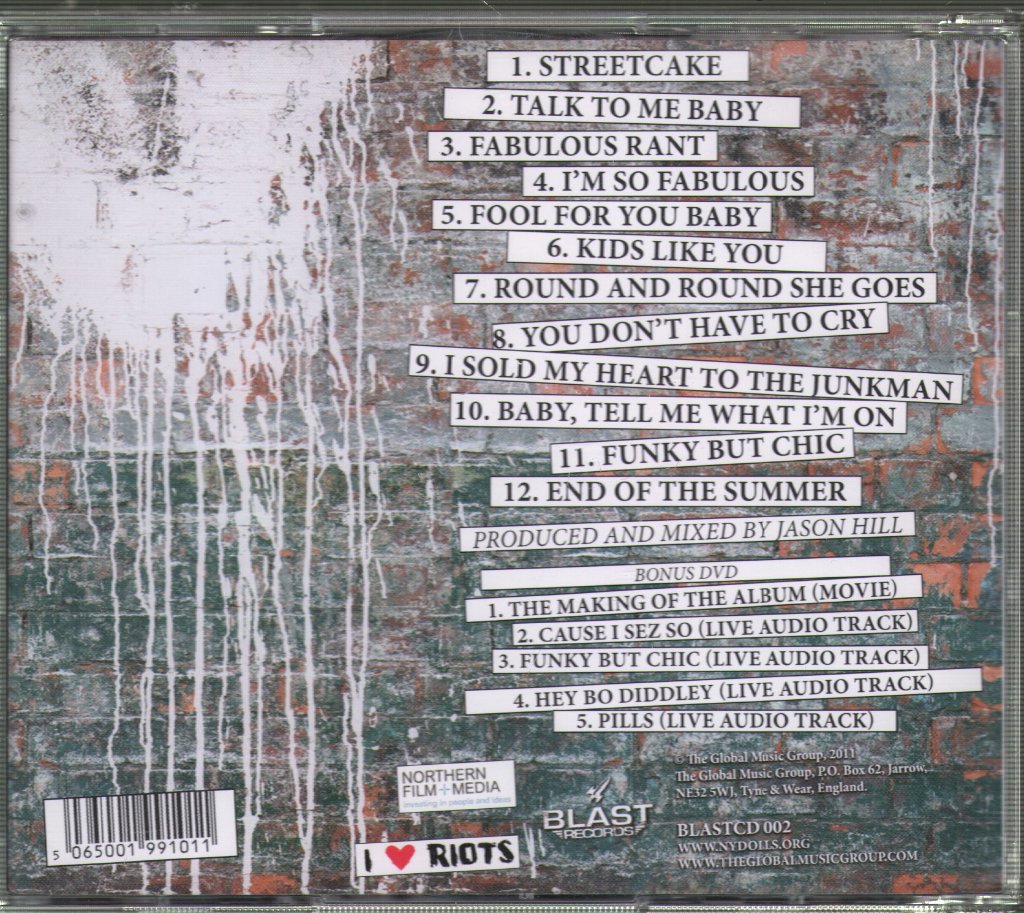 1. STREETCAKE
2. TALK TO ME BABY
3. FABULOUS RANT
4. I'M SO FABULOUS
5. FOOL FOR YOU BABY
6. KIDS LIKE YOU
7. ROUND AND ROUND SHE GOES
8. YOU DON'T HAVE TO CRY
9. I SOLD MY HEART TO THE JUNKMAN
10. BABY, TELL ME WHAT I'M ON
11. FUNKY BUT CHIC
12. END OF THE SUMMER
PRODUCED AND MIXED BY JASON HILL
BONUS DVD
1. THE MAKING OF THE ALBUM (MOVIE)
2. CAUSE I SEZ SO (LIVE AUDIO TRACK)
3. FUNKY BUT CHIC (LIVE AUDIO TRACK)
4. HEY BO DIDDLEY (LIVE AUDIO TRACK)
5. PILLS (LIVE AUDIO TRACK)
© The Global Music Group, 2011
The Global Music Group, P.O. Box 62, Jarrow,
NE32 5WJ, Tyne & Wear, England.
NORTHERN
FILM+MEDIA
investing in people and ideas
BLAST
RECORDS
BLASTCD 002
WWW.NYDOLLS.ORG
WWW.THEGLOBALMUSICGROUP.COM
I ❤ RIOTS
5 065001 991011